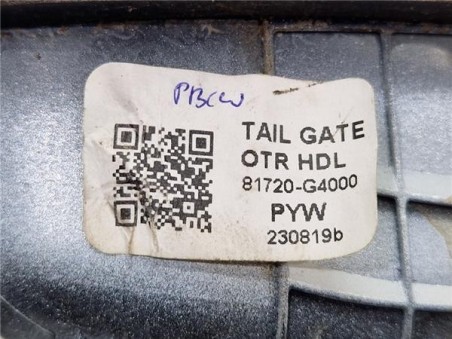 PBCW
TAIL GATE
OTR HDL
81720-G4000
PYW
230819b